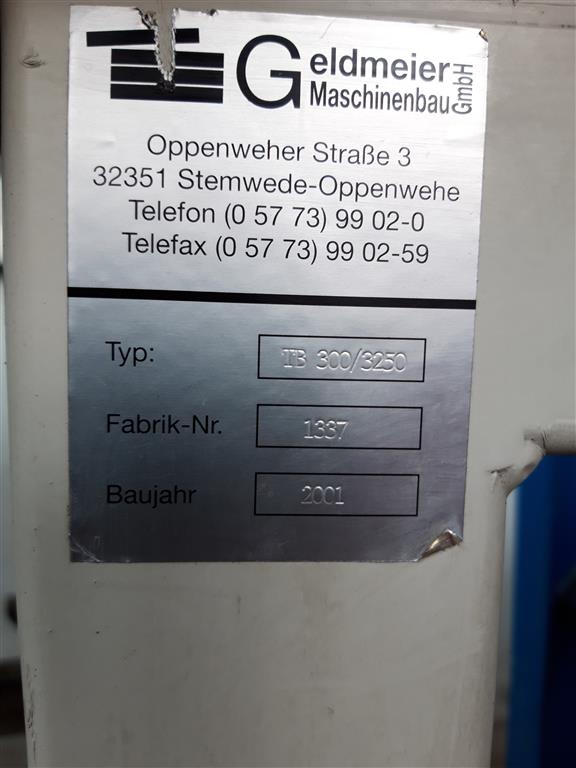 Geldmeier
Maschinenbau GmbH
Oppenweher Straße 3
32351 Stemwede-Oppenwehe
Telefon (0 57 73) 99 02-0
Telefax (0 57 73) 99 02-59
Typ: TB 300/3250
Fabrik-Nr. 1337
Baujahr 2001